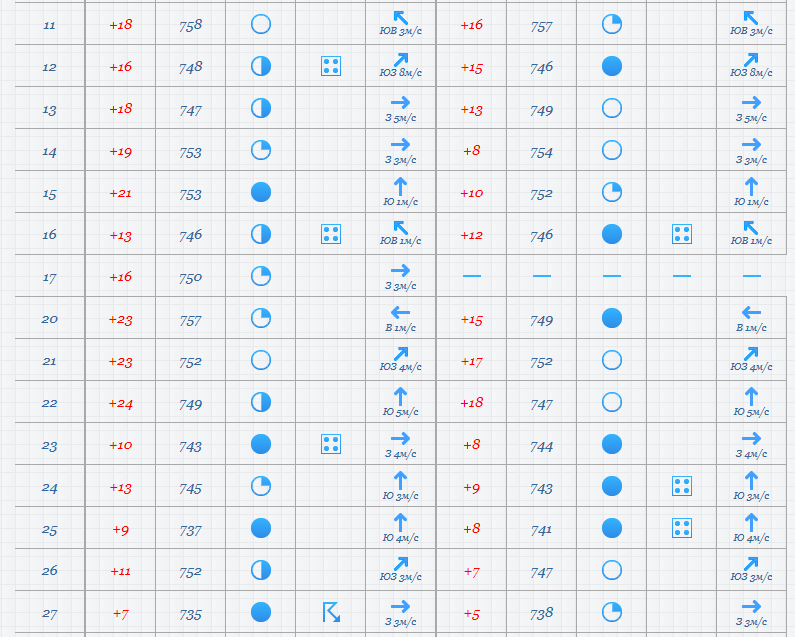 11 +18 758 ЮВ 3м/с +16 757 ЮВ 3м/с
12 +16 748 ЮЗ 8м/с +15 746 ЮЗ 8м/с
13 +18 747 З 5м/с +13 749 З 5м/с
14 +19 753 З 3м/с +8 754 З 3м/с
15 +21 753 Ю 1м/с +10 752 Ю 1м/с
16 +13 746 ЮВ 1м/с +12 746 ЮВ 1м/с
17 +16 750 З 3м/с — — — — —
20 +23 757 В 1м/с +15 749 В 1м/с
21 +23 752 ЮЗ 4м/с +17 752 ЮЗ 4м/с
22 +24 749 Ю 5м/с +18 747 Ю 5м/с
23 +10 743 З 4м/с +8 744 З 4м/с
24 +13 745 Ю 3м/с +9 743 Ю 3м/с
25 +9 737 Ю 4м/с +8 741 Ю 4м/с
26 +11 752 ЮЗ 3м/с +7 747 ЮЗ 3м/с
27 +7 735 З 3м/с +5 738 З 3м/с